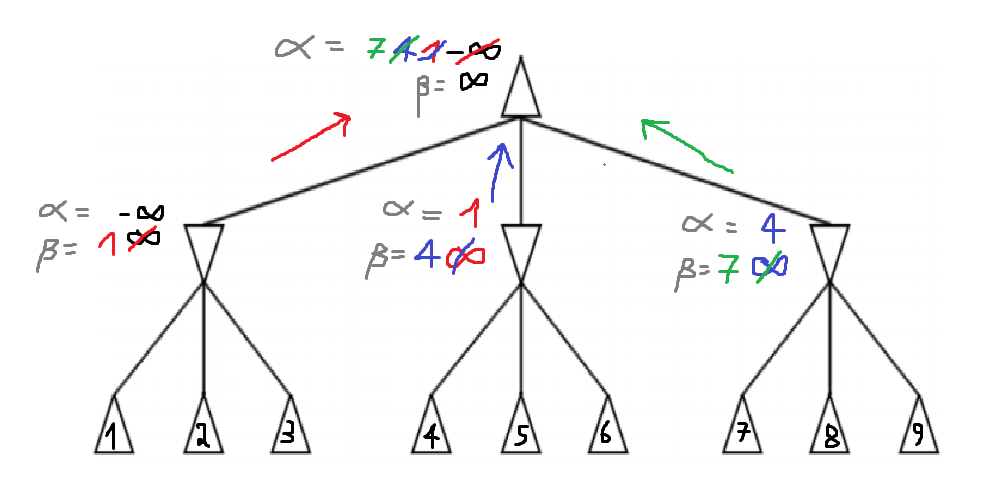 α = 7 4 1 -∞
β = ∞
α = -∞
β = 1 ∞
α = 1
β = 4 ∞
α = 4
β = 7 ∞
1 2 3 4 5 6 7 8 9